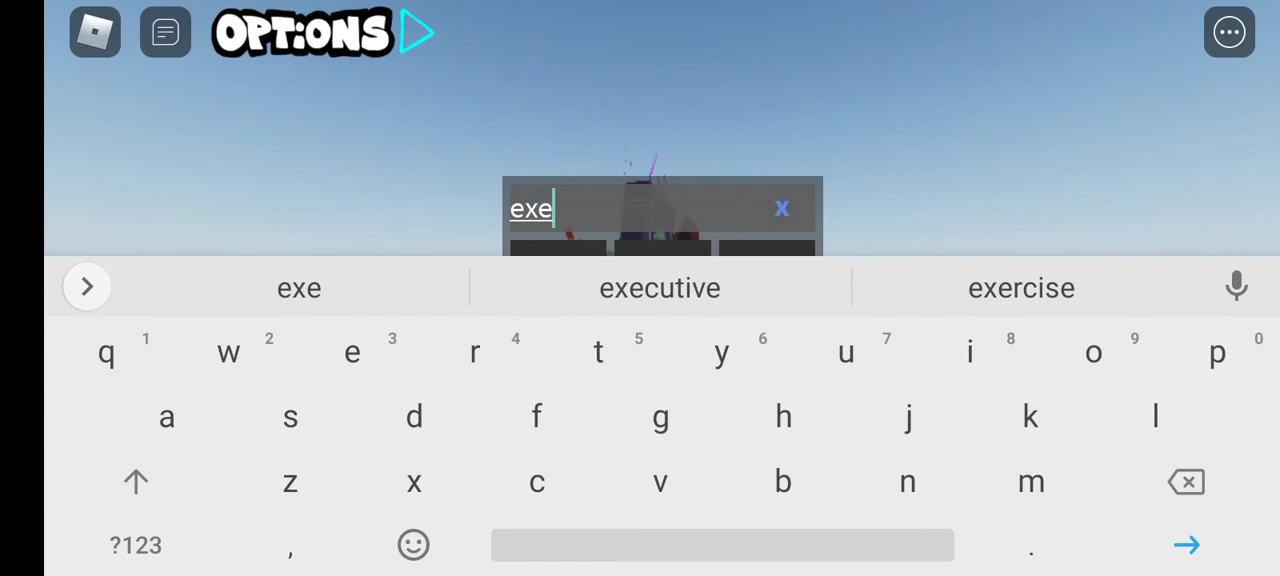 OPTiONS
exe
x
exe executive exercise
q 1 w 2 e 3 r 4 t 5 y 6 u 7 i 8 o 9 p 0
a s d f g h j k l
z x c v b n m
?123 , .